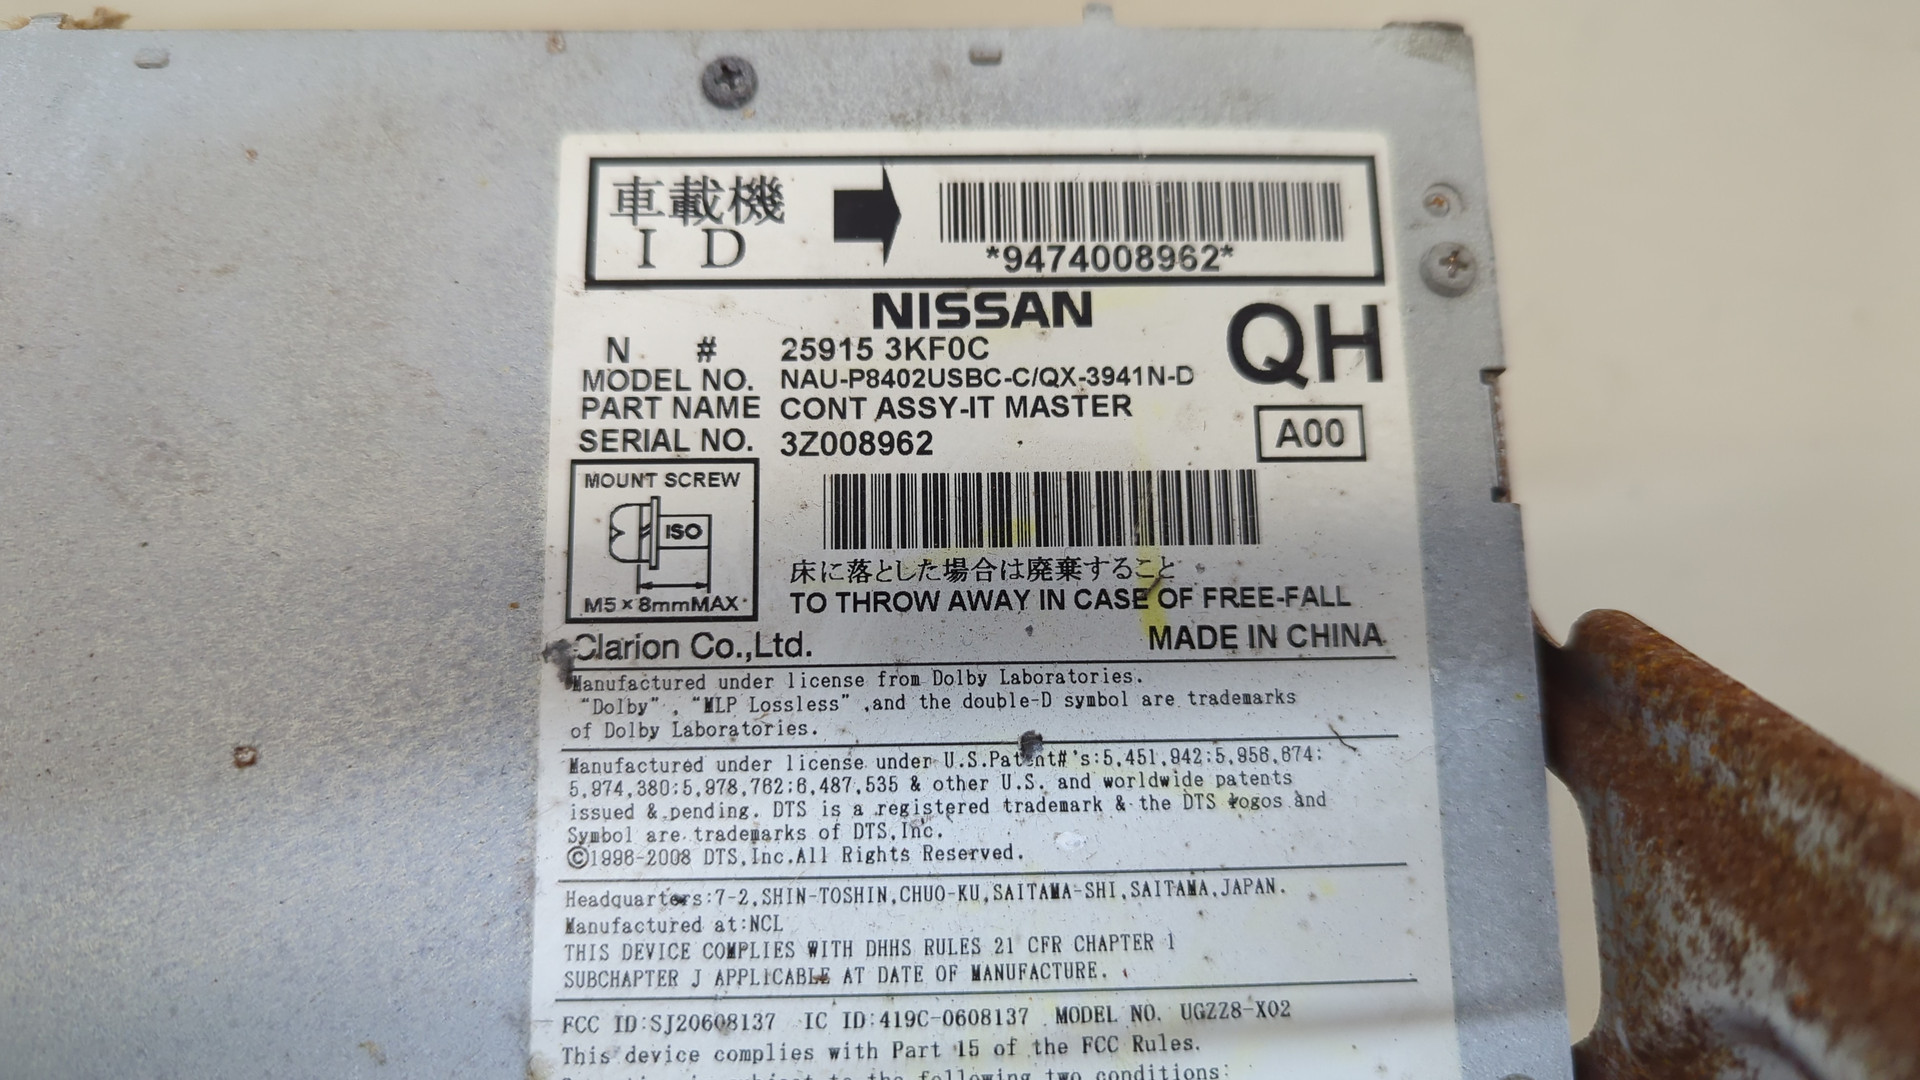 車載機
ID
*9474008962*
NISSAN
QH
N # 25915 3KF0C
MODEL NO. NAU-P8402USBC-C/QX-3941N-D
PART NAME CONT ASSY-IT MASTER
A00
SERIAL NO. 3Z008962
MOUNT SCREW
ISO
M5×8mmMAX
床に落とした場合は廃棄すること
TO THROW AWAY IN CASE OF FREE-FALL
Clarion Co.,Ltd.
MADE IN CHINA
Manufactured under license from Dolby Laboratories.
“Dolby”, “MLP Lossless” ,and the double-D symbol are trademarks
of Dolby Laboratories.
Manufactured under license under U.S.Patent#'s:5,451,942;5,956,674;
5,974,380;5,978,762;6,487,535 & other U.S. and worldwide patents
issued & pending. DTS is a registered trademark & the DTS logos and
Symbol are trademarks of DTS,Inc.
©1996-2008 DTS,Inc.All Rights Reserved.
Headquarters:7-2,SHIN-TOSHIN,CHUO-KU,SAITAMA-SHI,SAITAMA,JAPAN.
Manufactured at:NCL
THIS DEVICE COMPLIES WITH DHHS RULES 21 CFR CHAPTER 1
SUBCHAPTER J APPLICABLE AT DATE OF MANUFACTURE.
FCC ID:SJ20608137 IC ID:419C-0608137 MODEL NO. UGZZ8-X02
This device complies with Part 15 of the FCC Rules.
Operation is subject to the following two conditions: